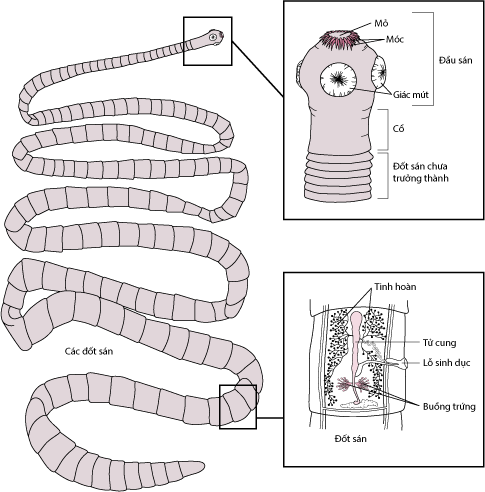 Mỏ
Móc
Đầu sán
Giác mút
Cổ
Đốt sán chưa
trưởng thành
Các đốt sán
Tinh hoàn
Tử cung
Lỗ sinh dục
Buồng trứng
Đốt sán